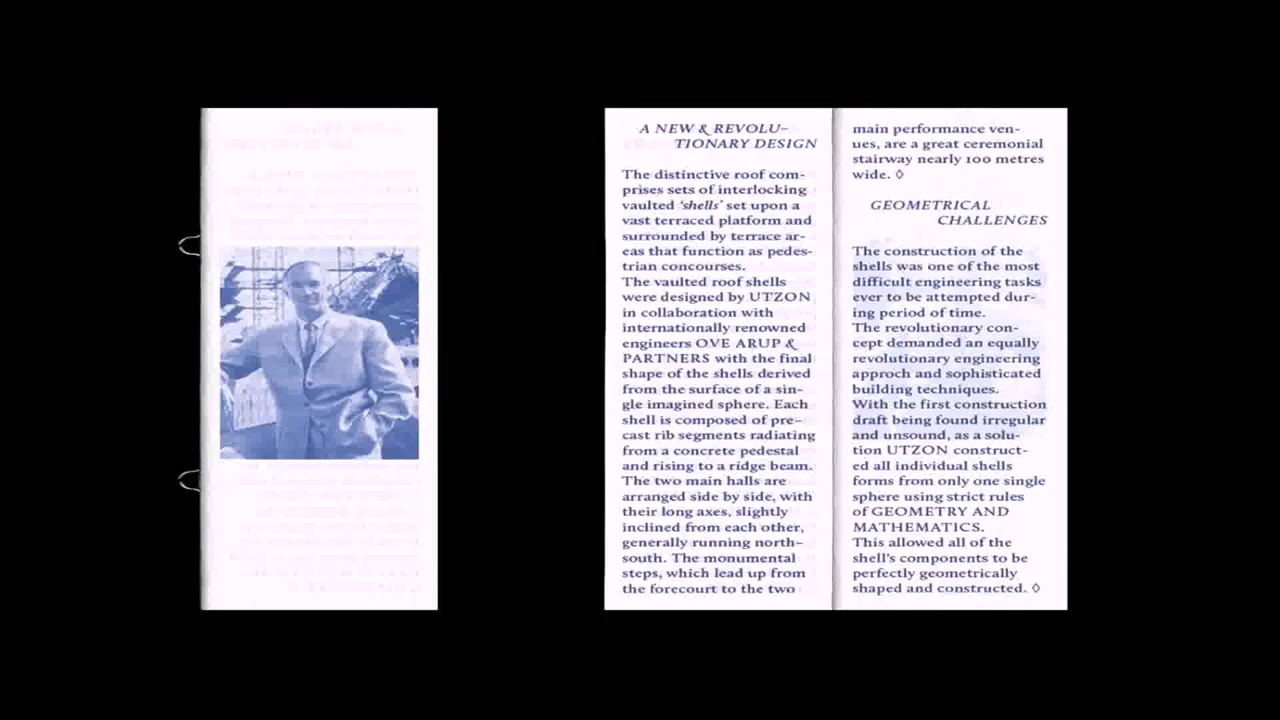 A NEW & REVOLU–
TIONARY DESIGN
The distinctive roof com-
prises sets of interlocking
vaulted ‘shells’ set upon a
vast terraced platform and
surrounded by terrace ar-
eas that function as pedes-
trian concourses.
The vaulted roof shells
were designed by UTZON
in collaboration with
internationally renowned
engineers OVE ARUP &
PARTNERS with the final
shape of the shells derived
from the surface of a sin-
gle imagined sphere. Each
shell is composed of pre–
cast rib segments radiating
from a concrete pedestal
and rising to a ridge beam.
The two main halls are
arranged side by side, with
their long axes, slightly
inclined from each other,
generally running north–
south. The monumental
steps, which lead up from
the forecourt to the two
main performance ven-
ues, are a great ceremonial
stairway nearly 100 metres
wide. ◊
GEOMETRICAL
CHALLENGES
The construction of the
shells was one of the most
difficult engineering tasks
ever to be attempted dur-
ing period of time.
The revolutionary con-
cept demanded an equally
revolutionary engineering
approch and sophisticated
building techniques.
With the first construction
draft being found irregular
and unsound, as a solu-
tion UTZON construct-
ed all individual shells
forms from only one single
sphere using strict rules
of GEOMETRY AND
MATHEMATICS.
This allowed all of the
shell's components to be
perfectly geometrically
shaped and constructed. ◊